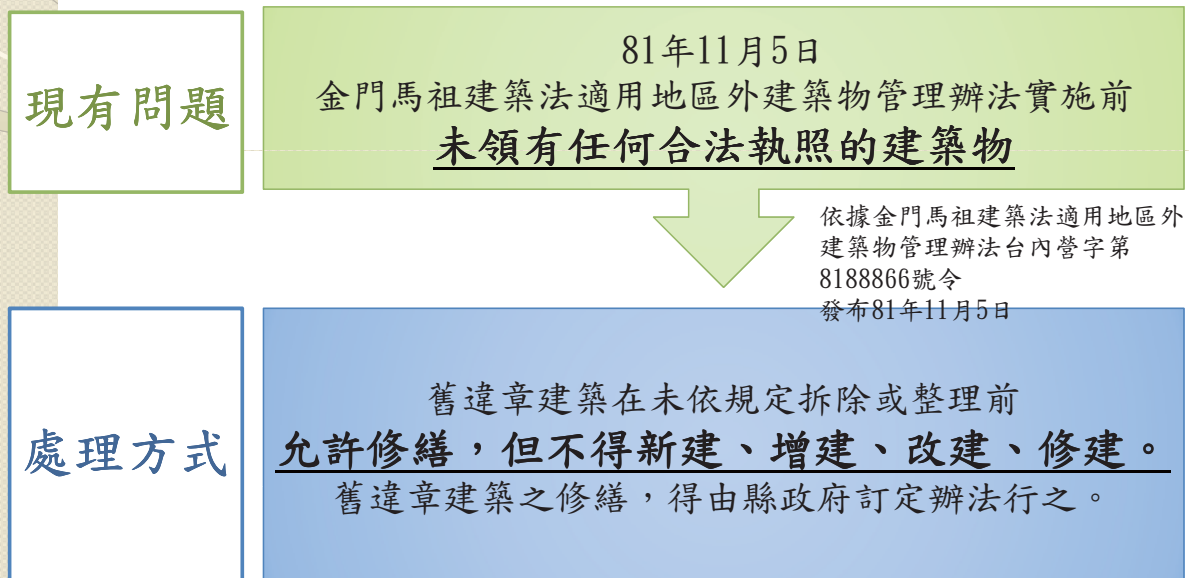 現有問題
81年11月5日
金門馬祖建築法適用地區外建築物管理辦法實施前
未領有任何合法執照的建築物
依據金門馬祖建築法適用地區外
建築物管理辦法台內營字第
8188866號令
發布81年11月5日
處理方式
舊違章建築在未依規定拆除或整理前
允許修繕，但不得新建、增建、改建、修建。
舊違章建築之修繕，得由縣政府訂定辦法行之。